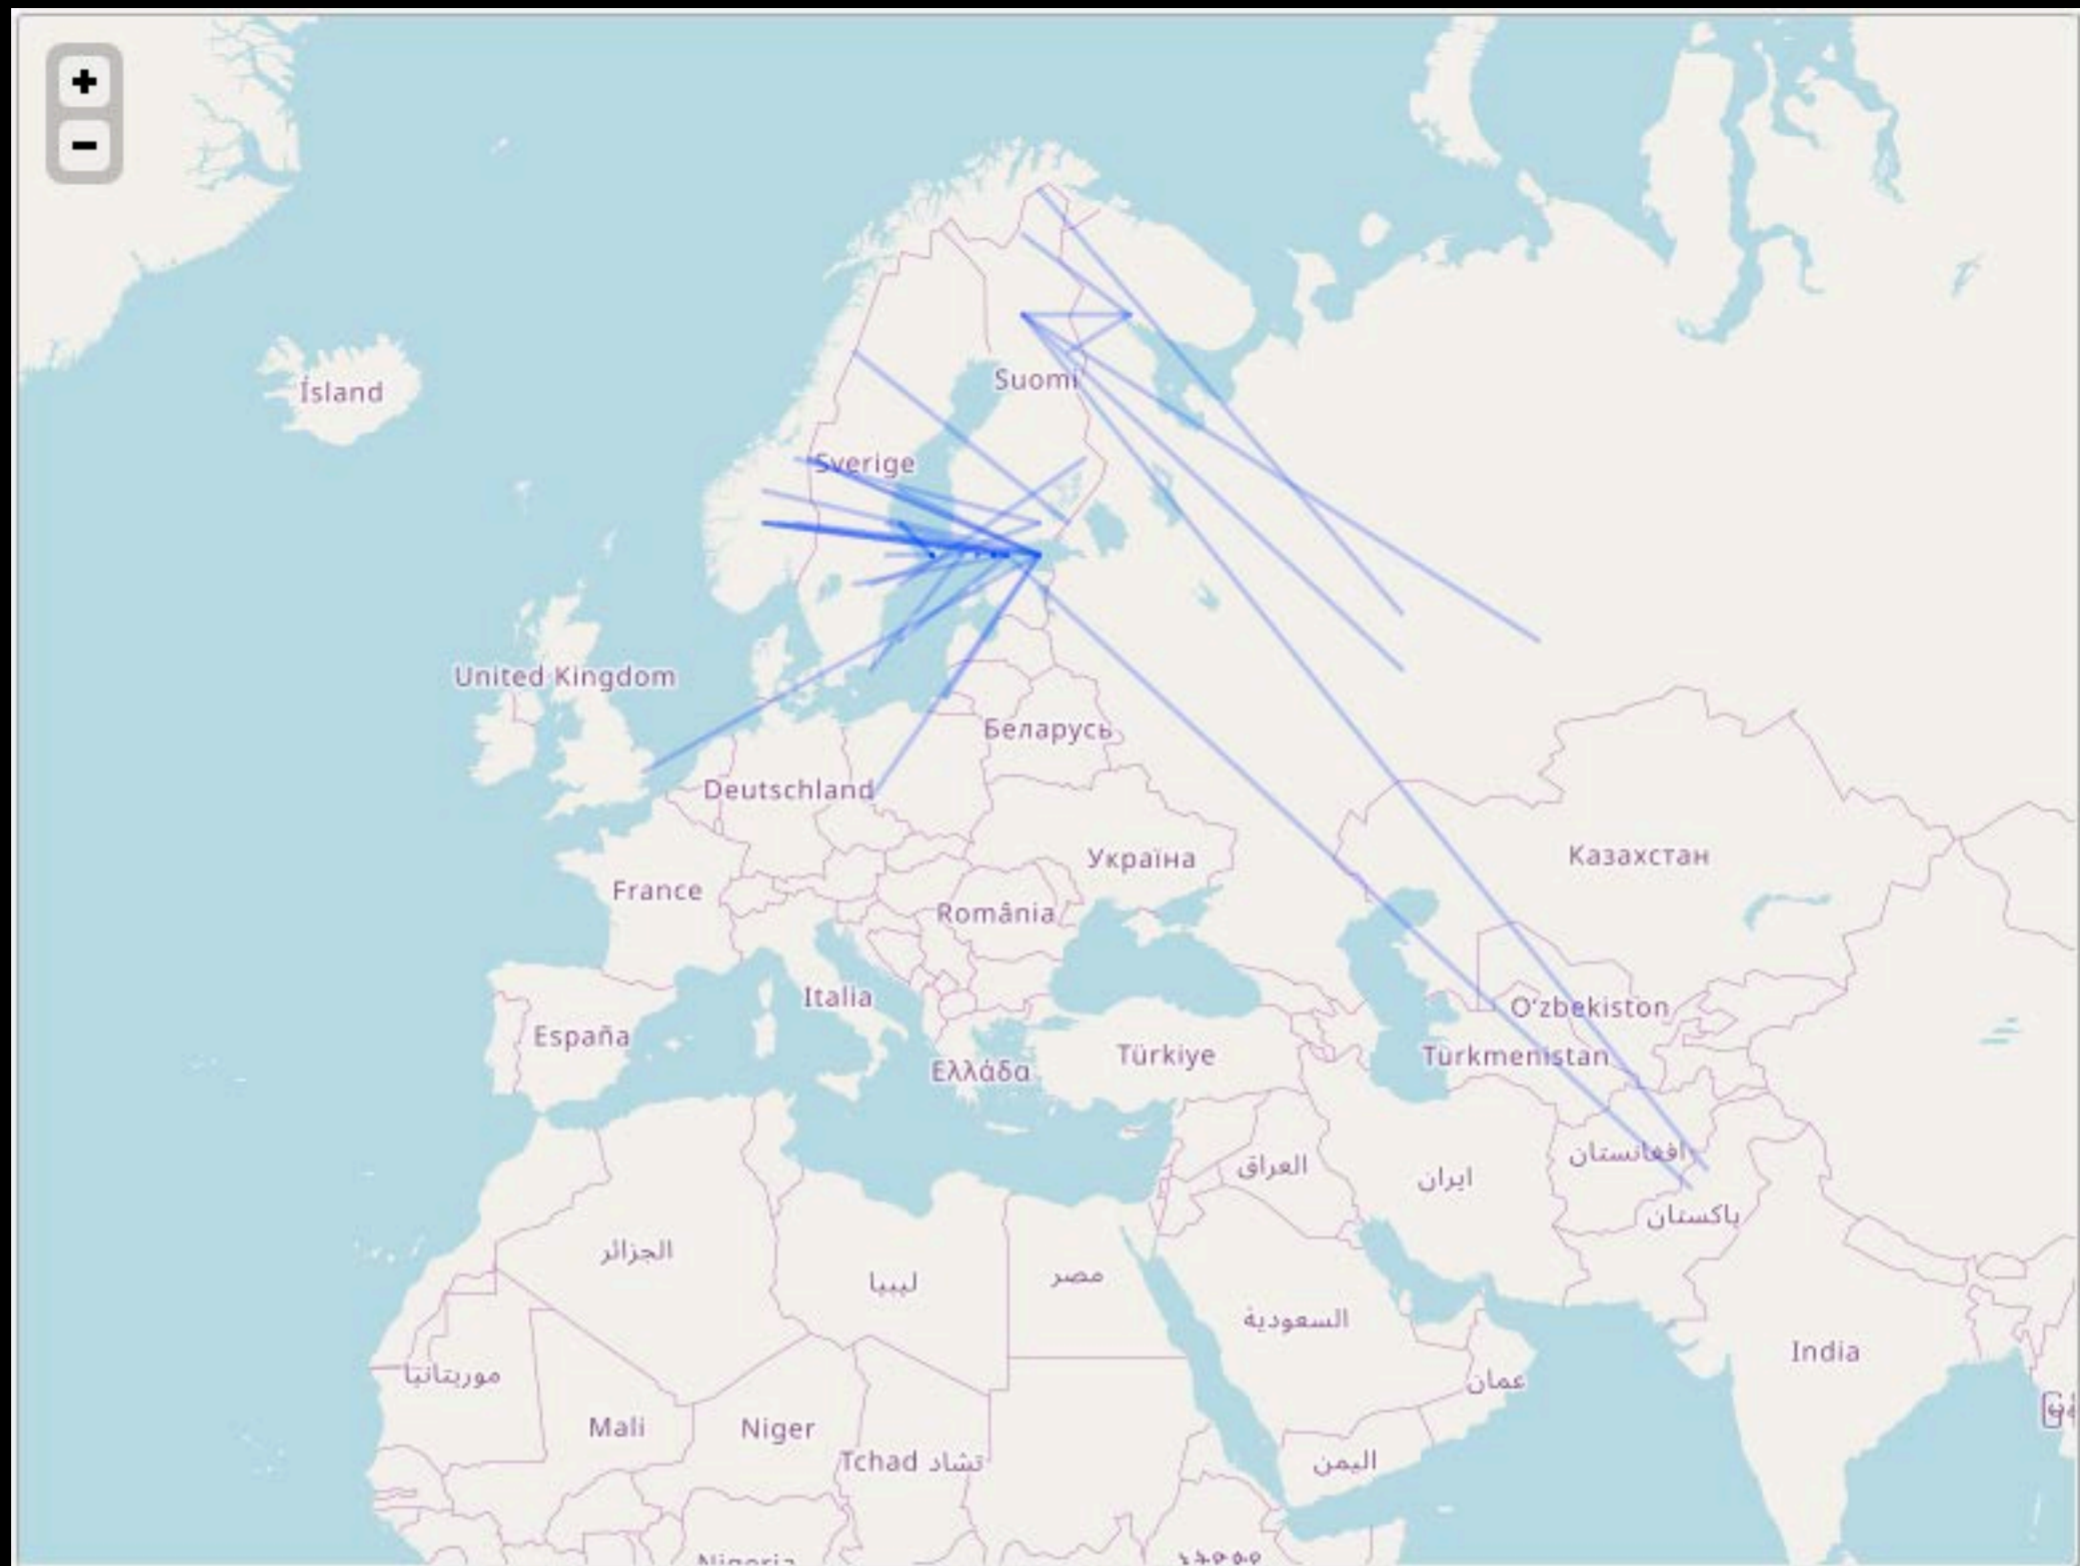 +
−
Ísland
Suomi
Sverige
United Kingdom
Беларусь
Deutschland
Україна
Казахстан
France
România
Italia
O‘zbekiston
España
Türkiye
Türkmenistan
Ελλάδα
افغانستان
العراق
ایران
پاکستان
الجزائر
ليبيا
مصر
السعودية
India
موريتانيا
عمان
Mali
Niger
Tchad تشاد
اليمن
Nigeria